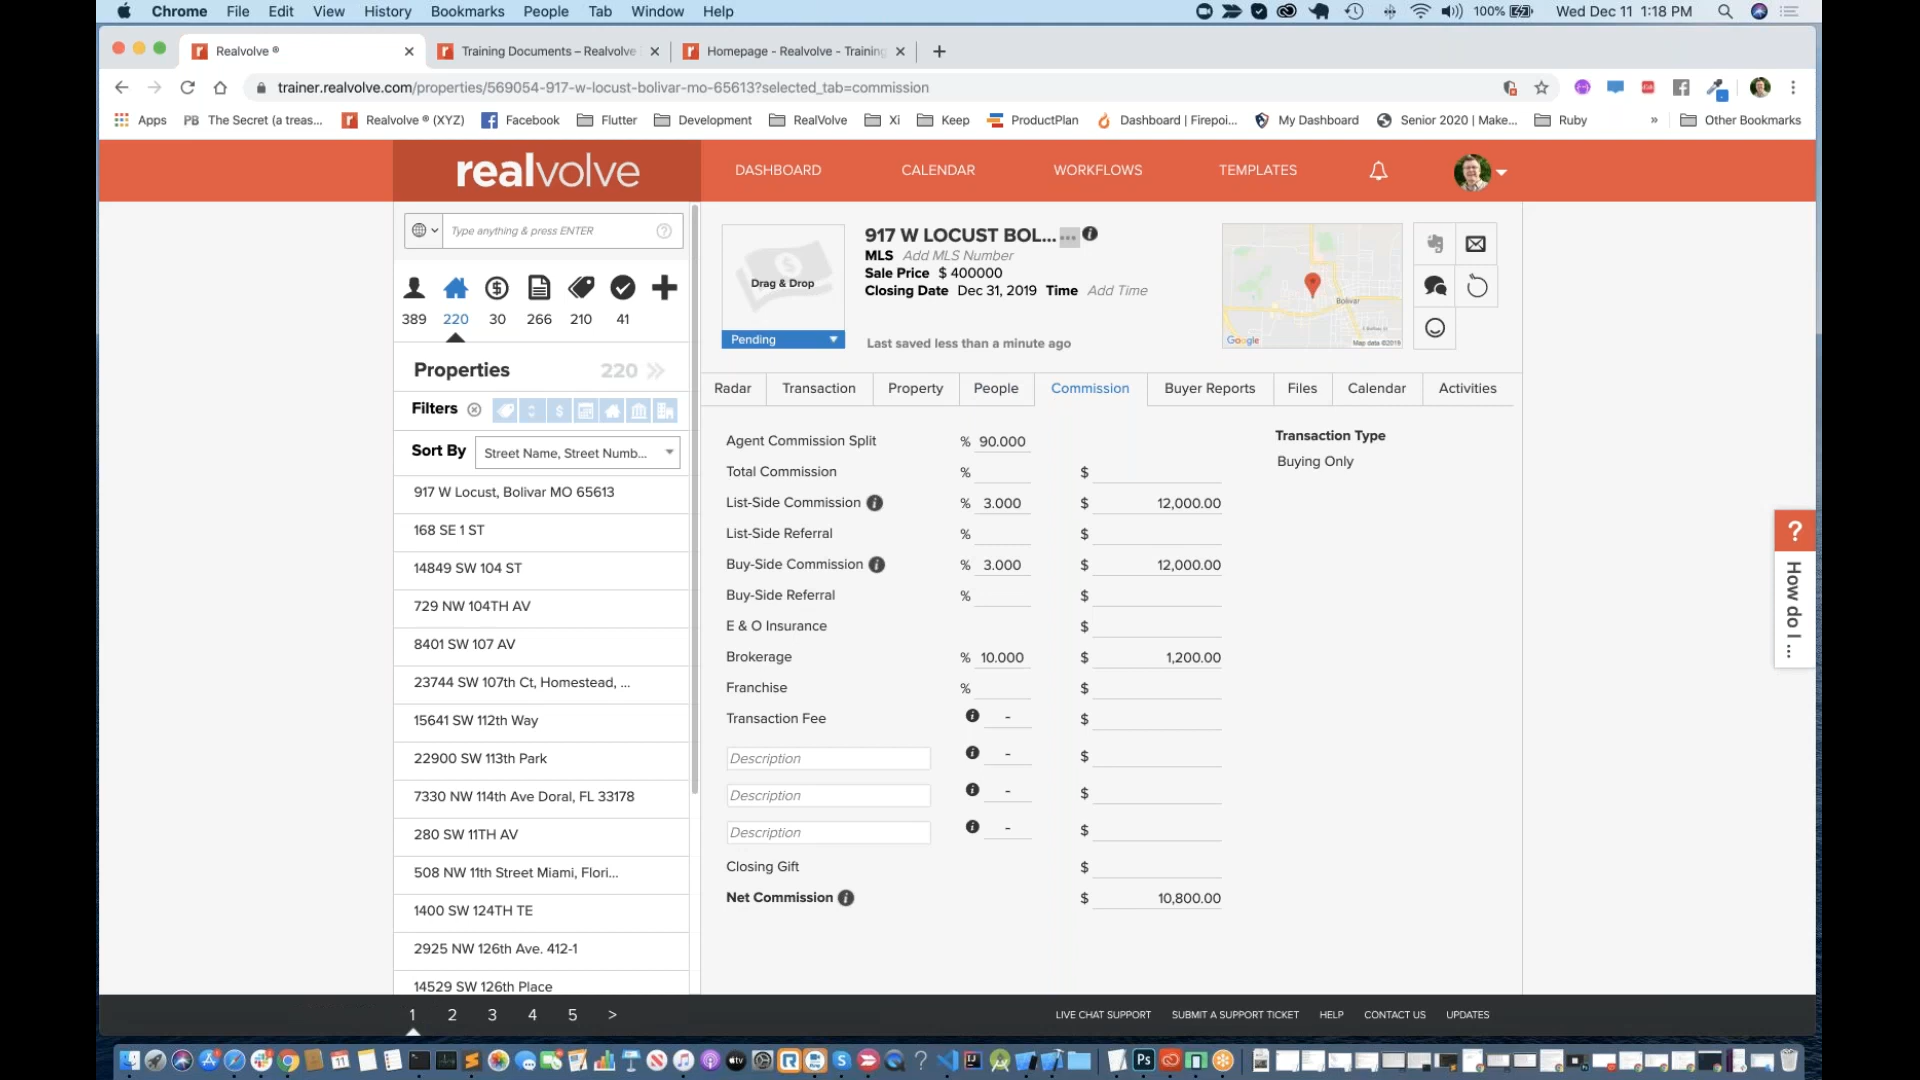 Chrome File Edit View History Bookmarks People Tab Window Help 100% Wed Dec 11 1:18 PM
Realvolve ® Training Documents – Realvolve Homepage - Realvolve - Training
trainer.realvolve.com/properties/569054-917-w-locust-bolivar-mo-65613?selected_tab=commission
Apps PB The Secret (a treas... Realvolve ® (XYZ) Facebook Flutter Development RealVolve Xi Keep ProductPlan Dashboard | Firepoi... My Dashboard Senior 2020 | Make... Ruby » Other Bookmarks
realvolve DASHBOARD CALENDAR WORKFLOWS TEMPLATES
Type anything & press ENTER
389 220 30 266 210 41
Properties 220
Filters
Sort By Street Name, Street Numb...
917 W Locust, Bolivar MO 65613
168 SE 1 ST
14849 SW 104 ST
729 NW 104TH AV
8401 SW 107 AV
23744 SW 107th Ct, Homestead, ...
15641 SW 112th Way
22900 SW 113th Park
7330 NW 114th Ave Doral, FL 33178
280 SW 11TH AV
508 NW 11th Street Miami, Flori...
1400 SW 124TH TE
2925 NW 126th Ave. 412-1
14529 SW 126th Place
Drag & Drop
Pending
917 W LOCUST BOL...
MLS Add MLS Number
Sale Price $ 400000
Closing Date Dec 31, 2019 Time Add Time
Last saved less than a minute ago
Bolivar
Google Map data ©2019
Radar Transaction Property People Commission Buyer Reports Files Calendar Activities
Agent Commission Split % 90.000
Total Commission % $
List-Side Commission % 3.000 $ 12,000.00
List-Side Referral % $
Buy-Side Commission % 3.000 $ 12,000.00
Buy-Side Referral % $
E & O Insurance $
Brokerage % 10.000 $ 1,200.00
Franchise % $
Transaction Fee - $
Description - $
Description - $
Description - $
Closing Gift $
Net Commission $ 10,800.00
Transaction Type
Buying Only
? How do I ...
1 2 3 4 5 > LIVE CHAT SUPPORT SUBMIT A SUPPORT TICKET HELP CONTACT US UPDATES